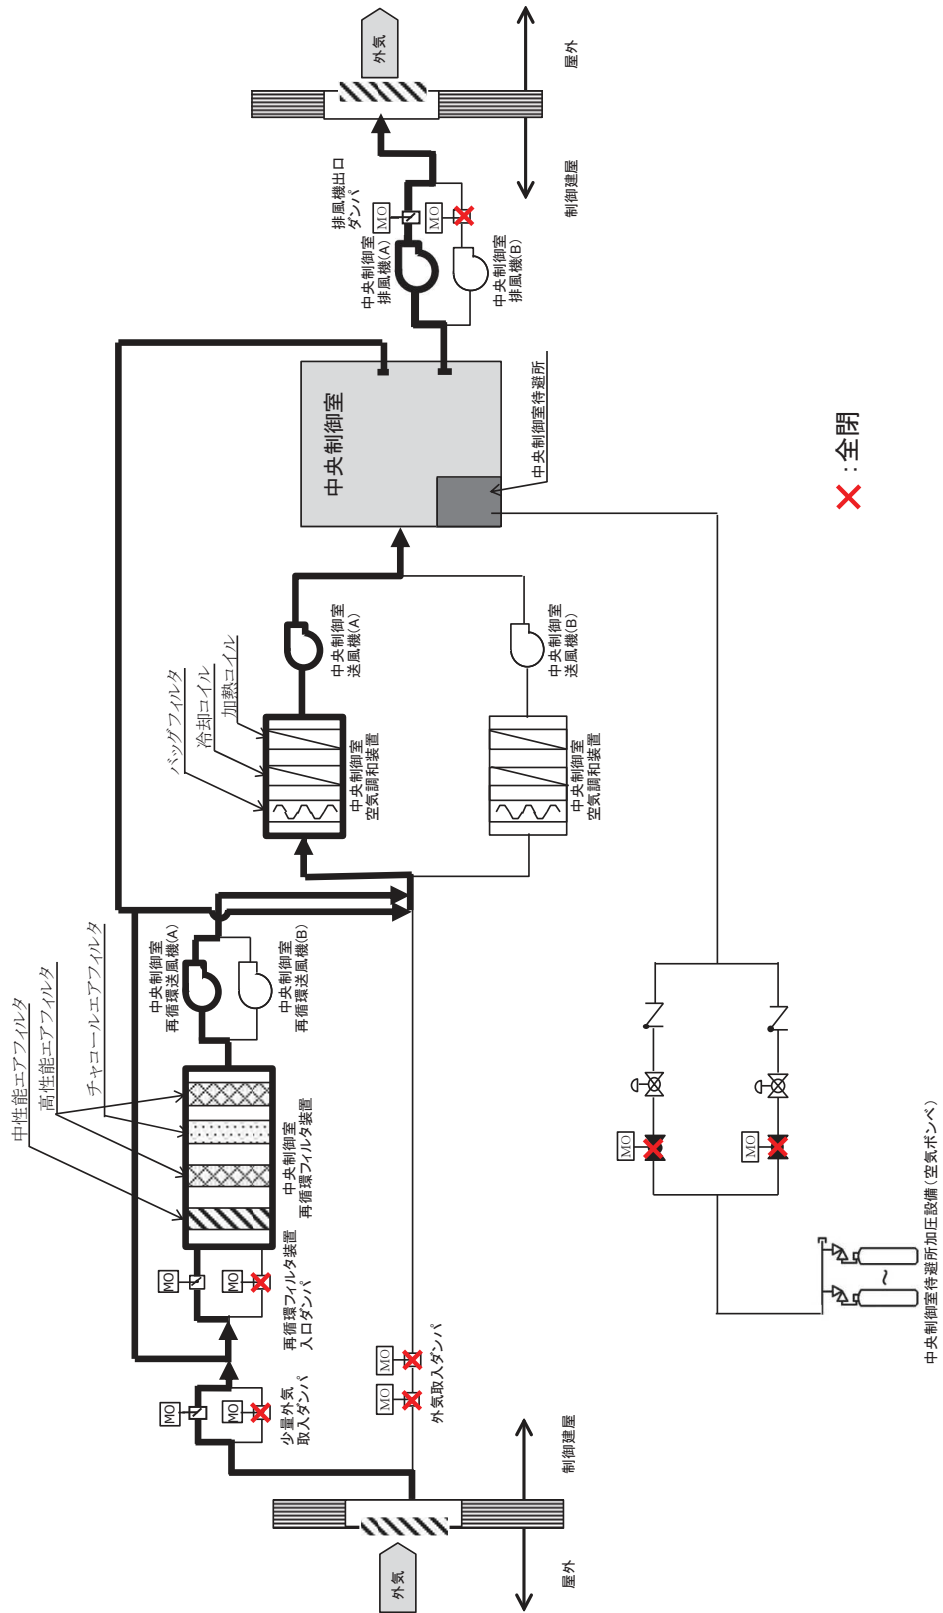 外気
屋外
制御建屋
少量外気
取入ダンパ
MO
MO
外気取入ダンパ
MO
MO
再循環フィルタ装置
入口ダンパ
MO
MO
中性能エアフィルタ
高性能エアフィルタ
チャコールエアフィルタ
中央制御室
再循環フィルタ装置
中央制御室
再循環送風機(A)
中央制御室
再循環送風機(B)
バッグフィルタ
冷却コイル
加熱コイル
中央制御室
空気調和装置
中央制御室
空気調和装置
中央制御室
送風機(A)
中央制御室
送風機(B)
中央制御室
中央制御室待避所
中央制御室
排風機(A)
中央制御室
排風機(B)
排風機出口
ダンパ
MO
MO
外気
制御建屋
屋外
MO
MO
～
中央制御室待避所加圧設備(空気ボンベ)
：全閉